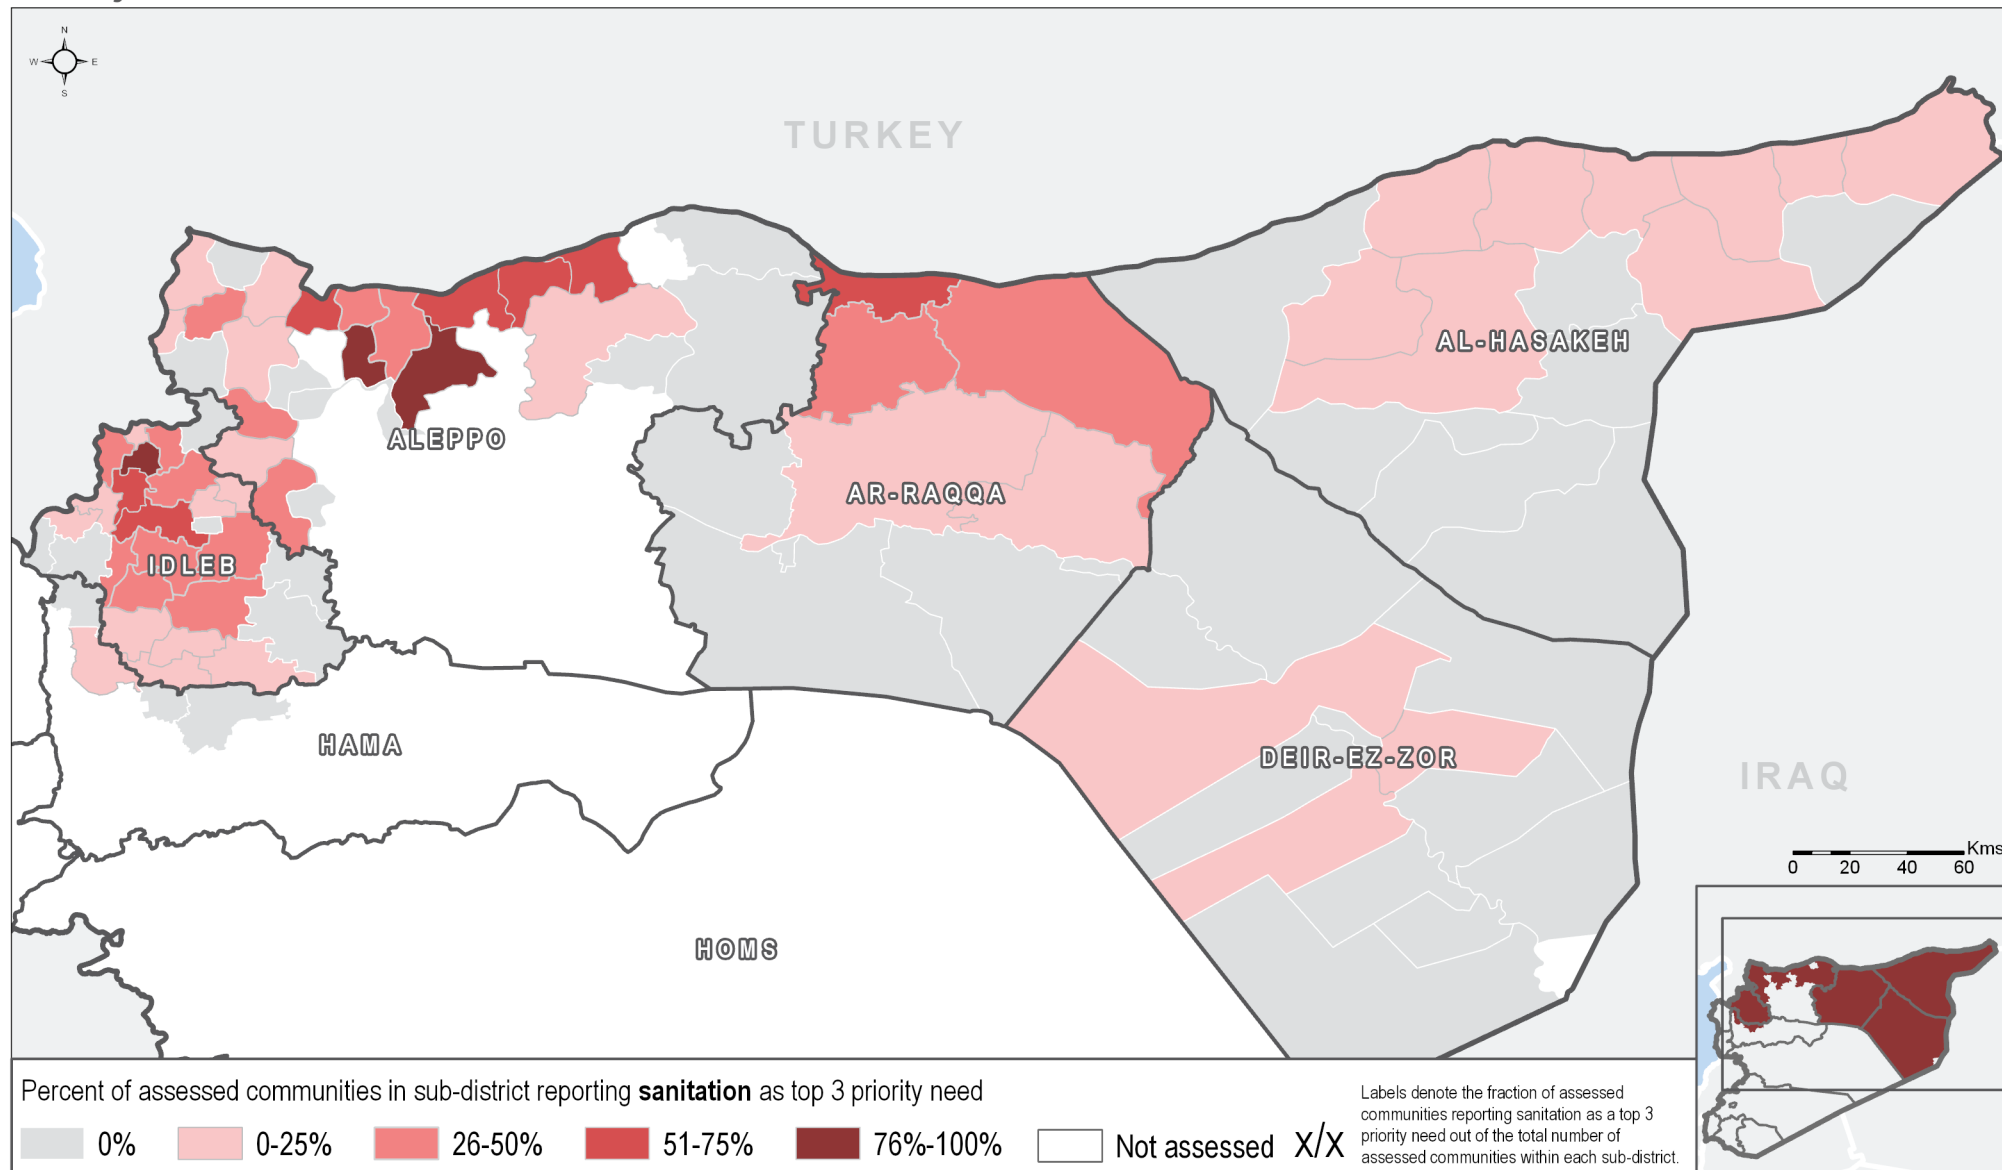 N
W E
S
TURKEY
AL-HASAKEH
ALEPPO
AR-RAQQA
IDLEB
HAMA
DEIR-EZ-ZOR
IRAQ
HOMS
Kms
0 20 40 60
Percent of assessed communities in sub-district reporting sanitation as top 3 priority need
0% 0-25% 26-50% 51-75% 76%-100% Not assessed X/X
Labels denote the fraction of assessed
communities reporting sanitation as a top 3
priority need out of the total number of
assessed communities within each sub-district.